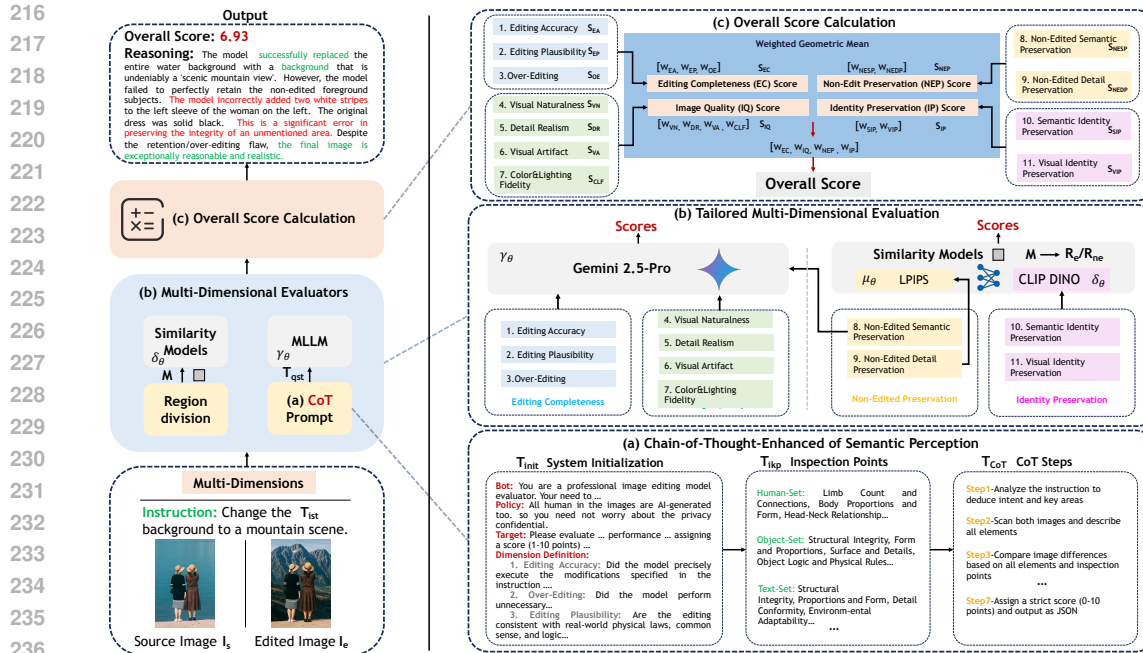 216
217
218
219
220
221
222
223
224
225
226
227
228
229
230
231
232
233
234
235
236
Output
Overall Score: 6.93
Reasoning: The model successfully replaced the
entire water background with a background that is
undeniably a 'scenic mountain view'. However, the model
failed to perfectly retain the non-edited foreground
subjects. The model incorrectly added two white stripes
to the left sleeve of the woman on the left. The original
dress was solid black. This is a significant error in
preserving the integrity of an unmentioned area. Despite
the retention/over-editing flaw, the final image is
exceptionally reasonable and realistic.
(c) Overall Score Calculation
(b) Multi-Dimensional Evaluators
Similarity
Models
δθ
M
Region
division
MLLM
γθ
Tqst
(a) CoT
Prompt
Multi-Dimensions
Instruction: Change the Tist
background to a mountain scene.
Source Image Is
Edited Image Ie
(c) Overall Score Calculation
1. Editing Accuracy SEA
2. Editing Plausibility SEP
3.Over-Editing SOE
4. Visual Naturalness SVN
5. Detail Realism SDR
6. Visual Artifact SVA
7. Color&Lighting
Fidelity SCLF
Weighted Geometric Mean
[WEA, WEP, WOE] SEC
[WNESP, WNEDP] SNEP
Editing Completeness (EC) Score
Non-Edit Preservation (NEP) Score
Image Quality (IQ) Score
Identity Preservation (IP) Score
[WVN, WDR, WVA, WCLF] SIQ
[WSIP, WVIP] SIP
[WEC, WIQ, WNEP, WIP]
Overall Score
8. Non-Edited Semantic
Preservation SNESP
9. Non-Edited Detail
Preservation SNEDP
10. Semantic Identity
Preservation SSIP
11. Visual Identity
Preservation SVIP
(b) Tailored Multi-Dimensional Evaluation
Scores
γθ
Gemini 2.5-Pro
1. Editing Accuracy
2. Editing Plausibility
3.Over-Editing
Editing Completeness
4. Visual Naturalness
5. Detail Realism
6. Visual Artifact
7. Color&Lighting
Fidelity
Scores
Similarity Models M → Re/Rne
μθ LPIPS
CLIP DINO δθ
8. Non-Edited Semantic
Preservation
9. Non-Edited Detail
Preservation
Non-Edited Preservation
10. Semantic Identity
Preservation
11. Visual Identity
Preservation
Identity Preservation
(a) Chain-of-Thought-Enhanced of Semantic Perception
Tinit System Initialization
Bot: You are a professional image editing model
evaluator. Your need to ...
Policy: All human in the images are AI-generated
too. so you need not worry about the privacy
confidential.
Target: Please evaluate ... performance ... assigning
a score (1-10 points) ...
Dimension Definition:
1. Editing Accuracy: Did the model precisely
execute the modifications specified in the
instruction ....
2. Over-Editing: Did the model perform
unnecessary...
3. Editing Plausibility: Are the editing
consistent with real-world physical laws, common
sense, and logic...
Tikp Inspection Points
Human-Set: Limb Count and
Connections, Body Proportions and
Form, Head-Neck Relationship...
Object-Set: Structural Integrity, Form
and Proportions, Surface and Details,
Object Logic and Physical Rules...
Text-Set: Structural
Integrity, Proportions and Form, Detail
Conformity, Environ-mental
Adaptability...
...
TCoT CoT Steps
Step1-Analyze the instruction to
deduce intent and key areas
Step2-Scan both images and describe
all elements
Step3-Compare image differences
based on all elements and inspection
points
...
Step7-Assign a strict score (0-10
points) and output as JSON